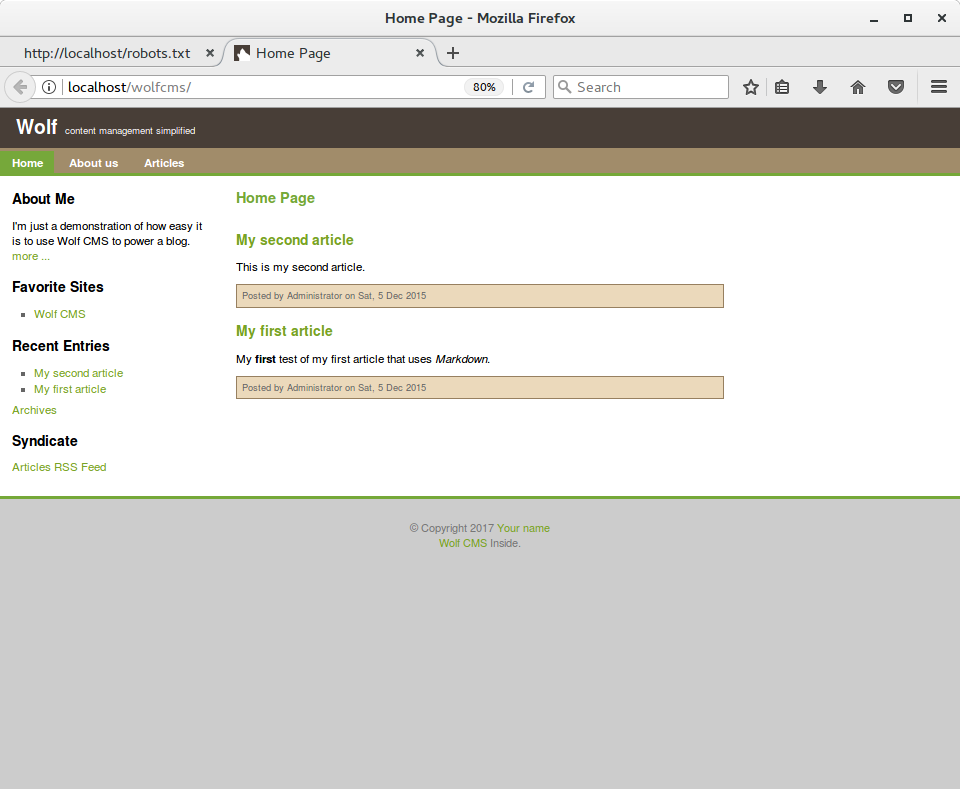 Home Page - Mozilla Firefox
http://localhost/robots.txt
Home Page
localhost/wolfcms/
80%
Search
Wolf content management simplified
Home
About us
Articles
About Me
I'm just a demonstration of how easy it
is to use Wolf CMS to power a blog.
more ...
Favorite Sites
Wolf CMS
Recent Entries
My second article
My first article
Archives
Syndicate
Articles RSS Feed
Home Page
My second article
This is my second article.
Posted by Administrator on Sat, 5 Dec 2015
My first article
My first test of my first article that uses Markdown.
Posted by Administrator on Sat, 5 Dec 2015
© Copyright 2017 Your name
Wolf CMS Inside.